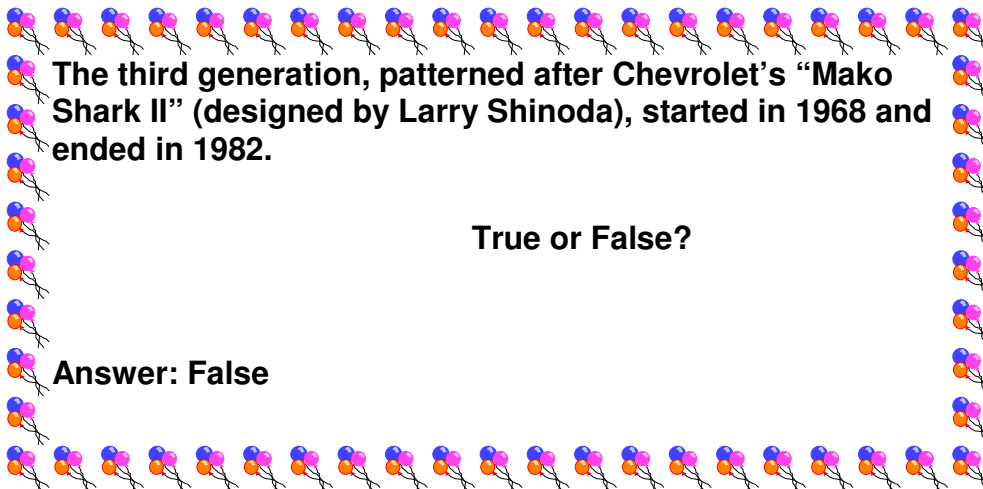 The third generation, patterned after Chevrolet's “Mako
Shark II” (designed by Larry Shinoda), started in 1968 and
ended in 1982.
True or False?
Answer: False